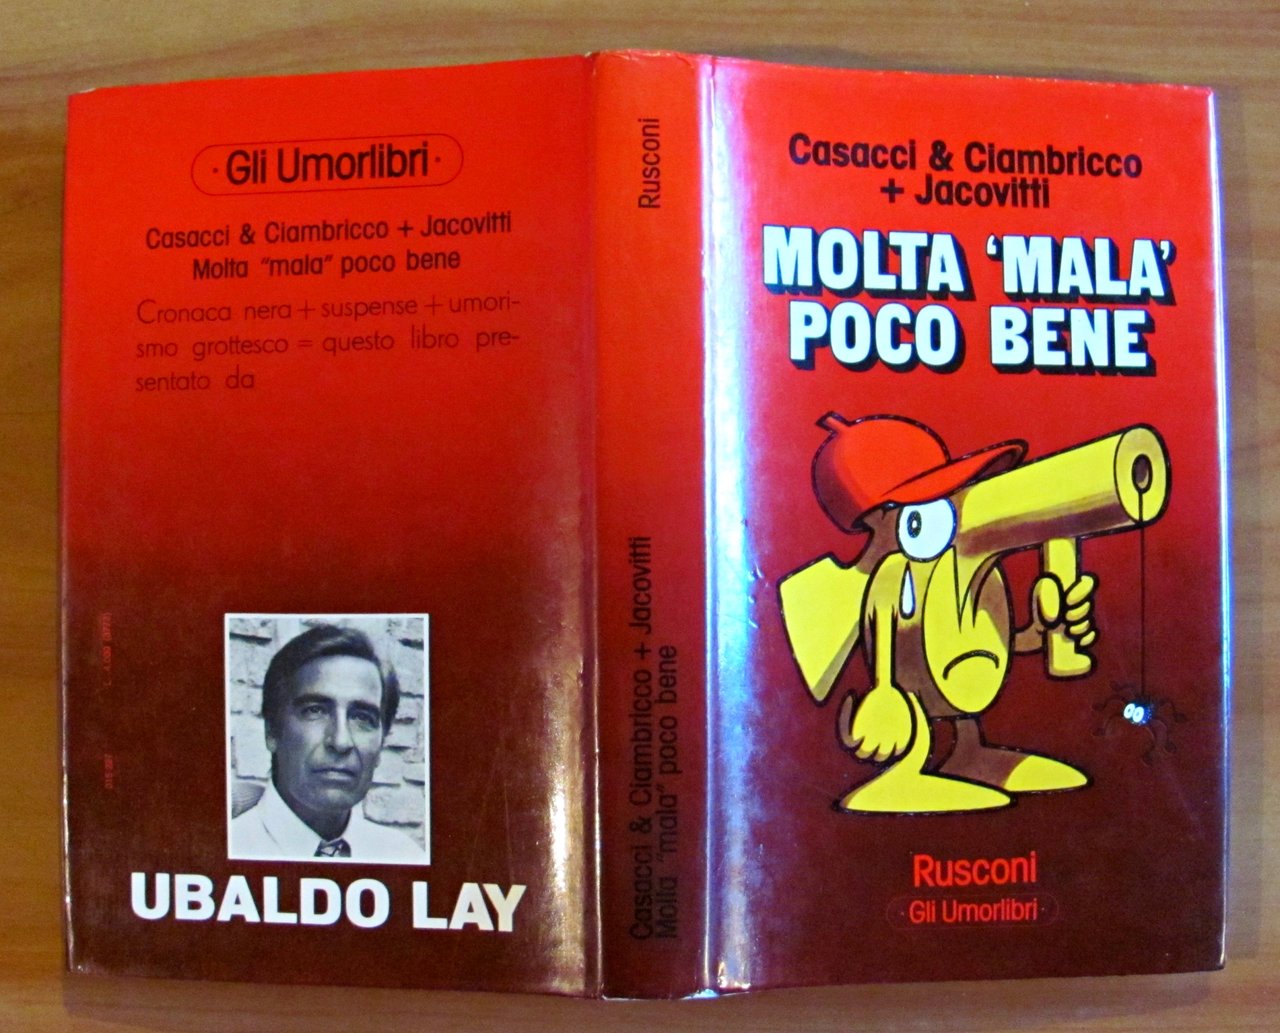 · Gli Umorlibri ·
Casacci & Ciambricco + Jacovitti
Molta "mala" poco bene
Cronaca nera + suspense + umori-
smo grottesco = questo libro pre-
sentato da
UBALDO LAY
Rusconi
Casacci & Ciambricco + Jacovitti
Molta "mala" poco bene
Casacci & Ciambricco
+ Jacovitti
MOLTA ‘MALA’
POCO BENE
Rusconi
· Gli Umorlibri ·